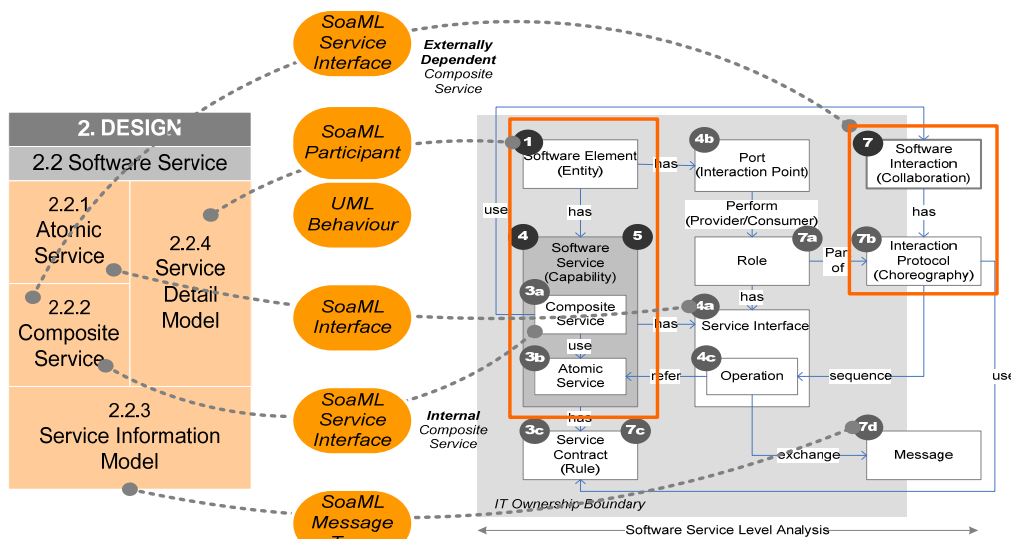 SoaML
Service
Interface
Externally
Dependent
Composite
Service
2. DESIGN
2.2 Software Service
2.2.1
Atomic
Service
2.2.2
Composite
Service
2.2.4
Service
Detail
Model
2.2.3
Service Information
Model
SoaML
Participant
UML
Behaviour
SoaML
Interface
SoaML
Service
Interface
Internal
Composite
Service
SoaML
Message
1
Software Element
(Entity)
has
4b
Port
(Interaction Point)
7
Software
Interaction
(Collaboration)
use
has
Perform
(Provider/Consumer)
has
4
5
Software
Service
(Capability)
7a
Role
Part
of
7b
Interaction
Protocol
(Choreography)
3a
Composite
Service
has
has
4a
Service Interface
use
3b
Atomic
Service
refer
4c
Operation
sequence
use
has
3c
7c
Service
Contract
(Rule)
exchange
7d
Message
IT Ownership Boundary
Software Service Level Analysis